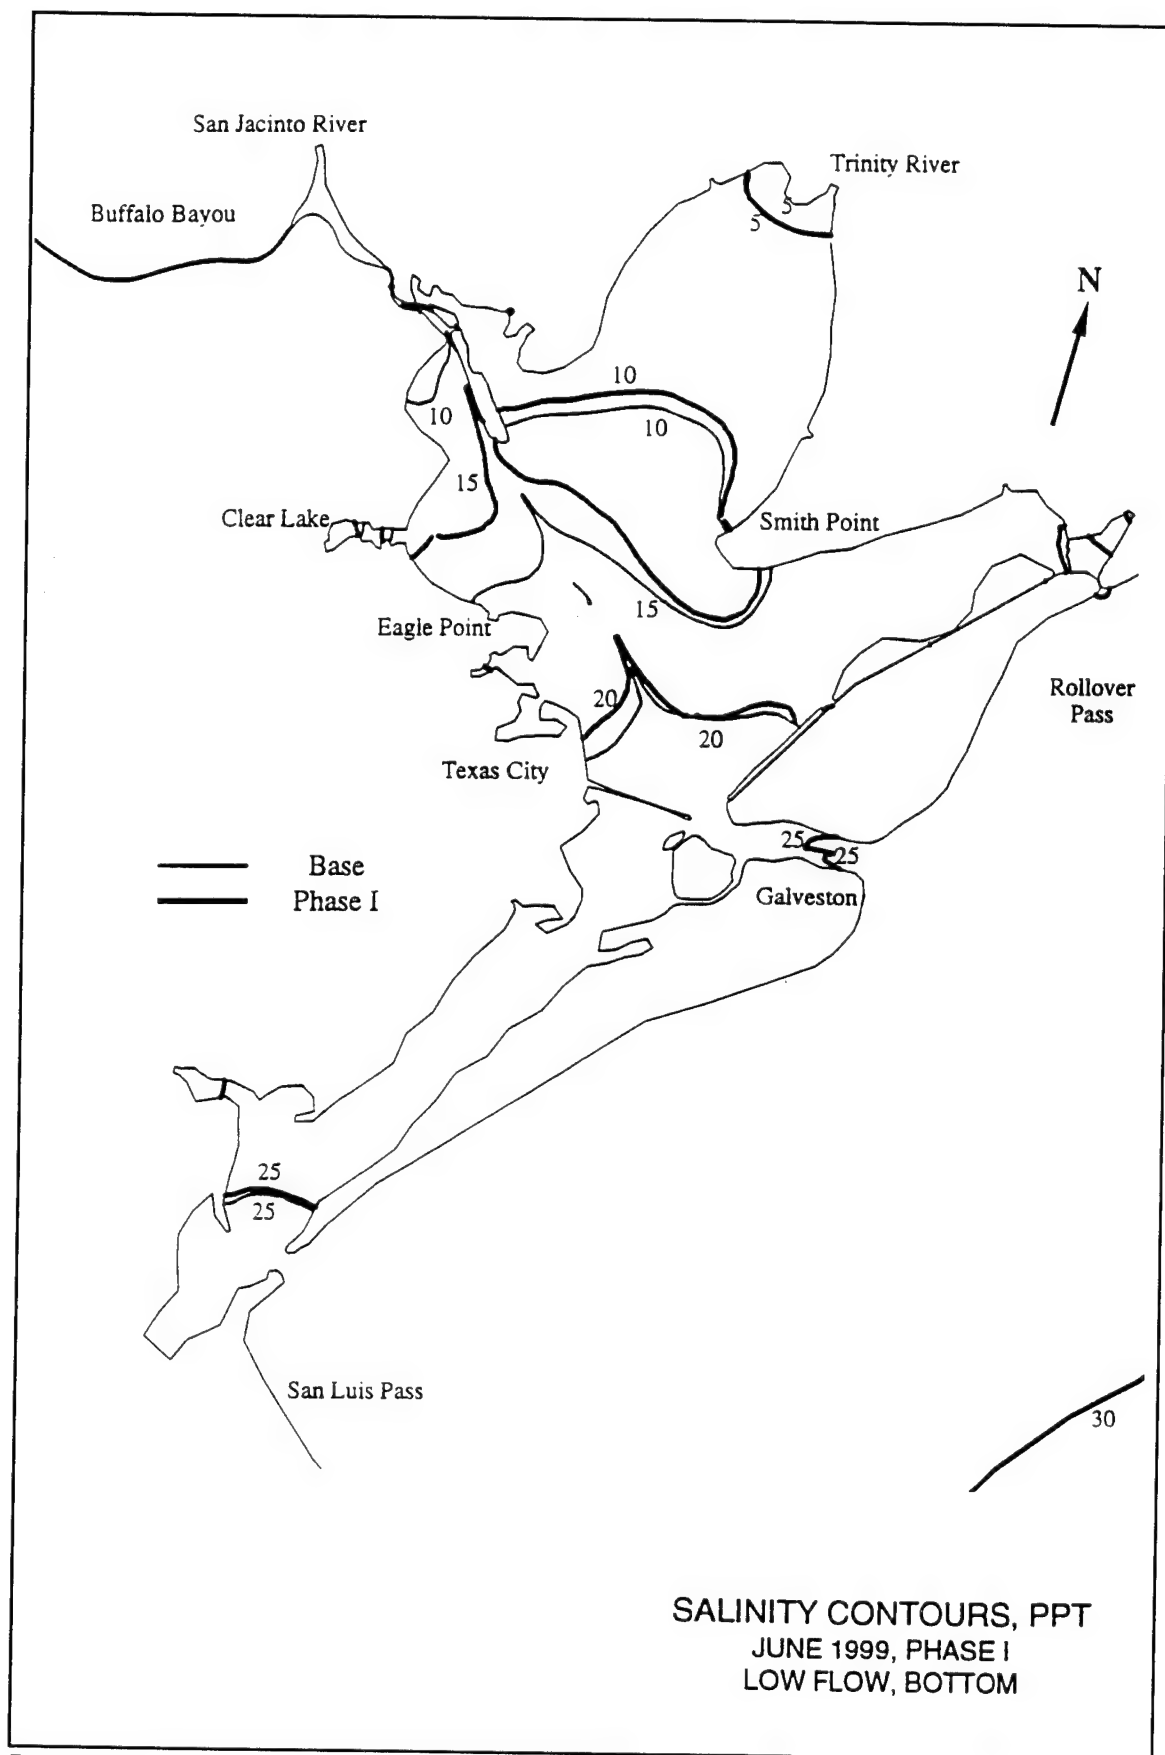 San Jacinto River
Trinity River
Buffalo Bayou
5
5
N
10
10
10
15
Clear Lake
Smith Point
15
Eagle Point
Rollover
Pass
20
20
Texas City
25
25
Base
Phase I
Galveston
25
25
San Luis Pass
30
SALINITY CONTOURS, PPT
JUNE 1999, PHASE I
LOW FLOW, BOTTOM